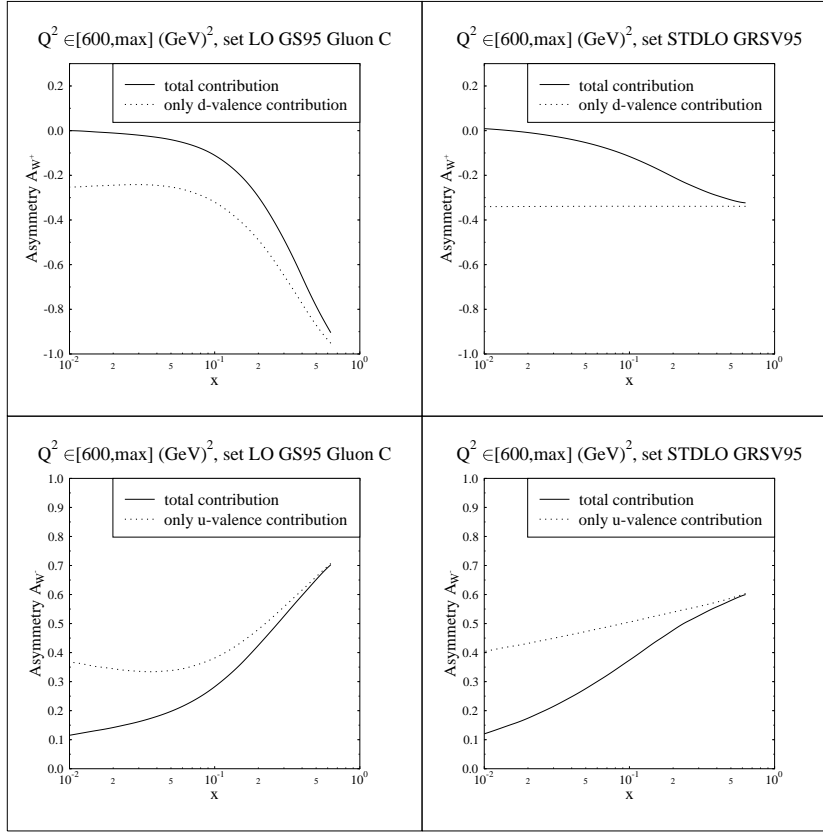 Q² ∈[600,max] (GeV)², set LO GS95 Gluon C
total contribution
only d-valence contribution
Asymmetry A_W⁺
0.2
0.0
-0.2
-0.4
-0.6
-0.8
-1.0
10⁻² 2 5 10⁻¹ 2 5 10⁰
x
Q² ∈[600,max] (GeV)², set STDLO GRSV95
total contribution
only d-valence contribution
Asymmetry A_W⁺
0.2
0.0
-0.2
-0.4
-0.6
-0.8
-1.0
10⁻² 2 5 10⁻¹ 2 5 10⁰
x
Q² ∈[600,max] (GeV)², set LO GS95 Gluon C
total contribution
only u-valence contribution
Asymmetry A_W⁻
1.0
0.9
0.8
0.7
0.6
0.5
0.4
0.3
0.2
0.1
0.0
10⁻² 2 5 10⁻¹ 2 5 10⁰
x
Q² ∈[600,max] (GeV)², set STDLO GRSV95
total contribution
only u-valence contribution
Asymmetry A_W⁻
1.0
0.9
0.8
0.7
0.6
0.5
0.4
0.3
0.2
0.1
0.0
10⁻² 2 5 10⁻¹ 2 5 10⁰
x